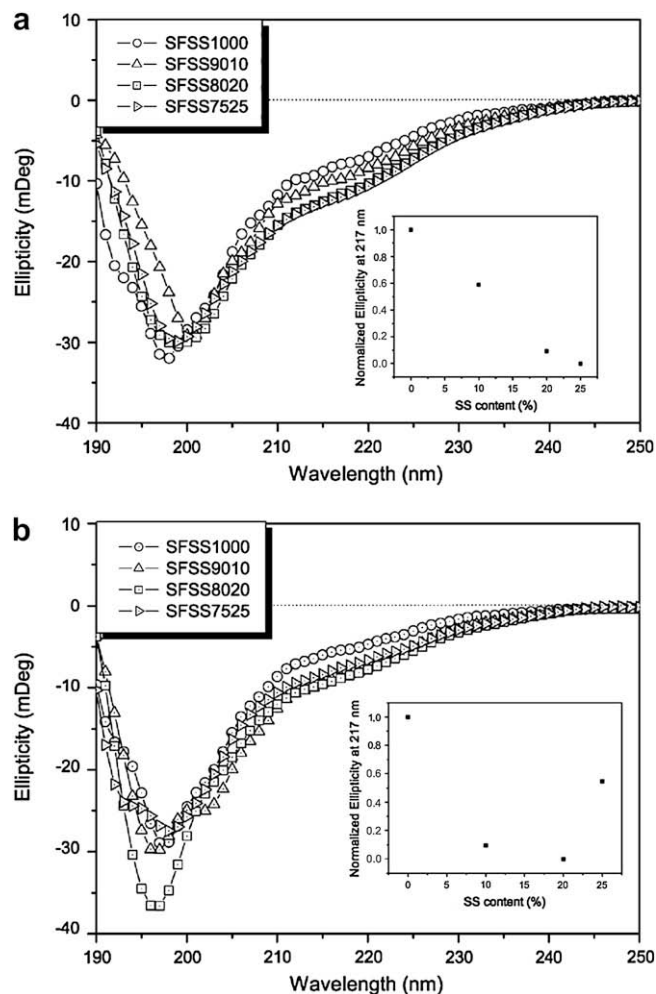 a
10
0
-10
-20
-30
-40
Ellipticity (mDeg)
SFSS1000
SFSS9010
SFSS8020
SFSS7525
Normalized Ellipticity at 217 nm
1,0
0.8
0.6
0.4
0.2
0.0
0 5 10 15 20 25
SS content (%)
190 200 210 220 230 240 250
Wavelength (nm)
b
10
0
-10
-20
-30
-40
Ellipticity (mDeg)
SFSS1000
SFSS9010
SFSS8020
SFSS7525
Normalized Ellipticity at 217 nm
1,0
0.8
0.6
0.4
0.2
0.0
0 5 10 15 20 25
SS content (%)
190 200 210 220 230 240 250
Wavelength (nm)